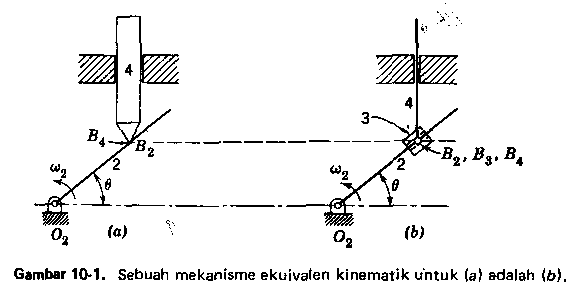 4
B₄
B₂
2
ω₂
θ
O₂
(a)
4
3
B₂, B₃, B₄
2
ω₂
θ
O₂
(b)
Gambar 10-1. Sebuah mekanisme ekuivalen kinematik untuk (a) adalah (b).